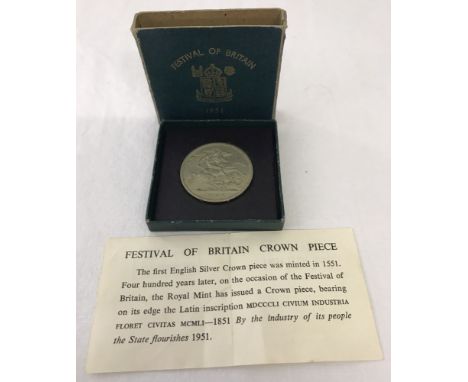 FESTIVAL OF BRITAIN
1951
FESTIVAL OF BRITAIN CROWN PIECE
The first English Silver Crown piece was minted in 1551.
Four hundred years later, on the occasion of the Festival of
Britain, the Royal Mint has issued a Crown piece, bearing
on its edge the Latin inscription MDCCCLI CIVIUM INDUSTRIA
FLORET CIVITAS MCMLI—1851 By the industry of its people
the State flourishes 1951.